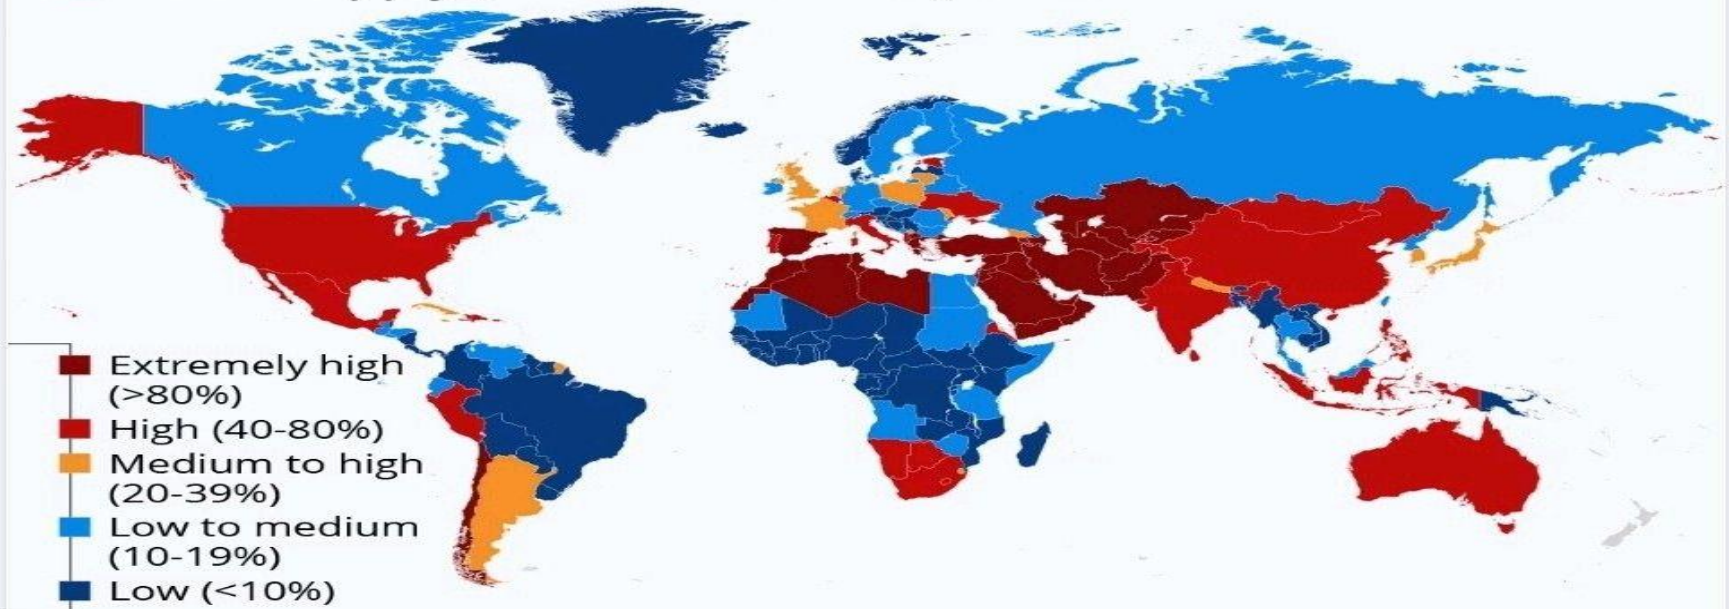 Extremely high
(>80%)
High (40-80%)
Medium to high
(20-39%)
Low to medium
(10-19%)
Low (<10%)